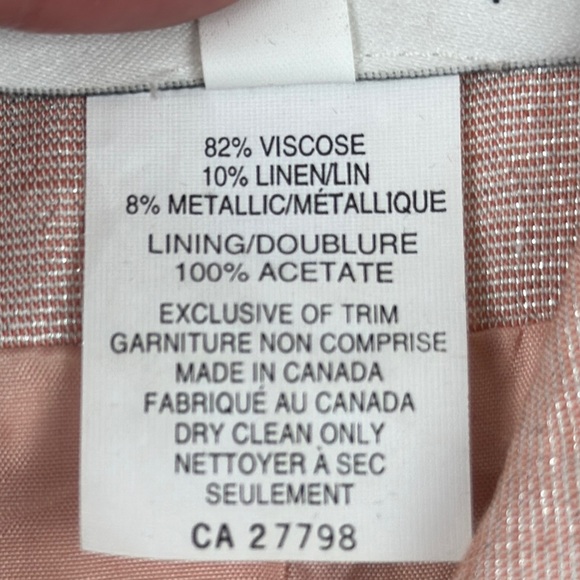 82% VISCOSE
10% LINEN/LIN
8% METALLIC/MÉTALLIQUE
LINING/DOUBLURE
100% ACETATE
EXCLUSIVE OF TRIM
GARNITURE NON COMPRISE
MADE IN CANADA
FABRIQUÉ AU CANADA
DRY CLEAN ONLY
NETTOYER À SEC
SEULEMENT
CA 27798